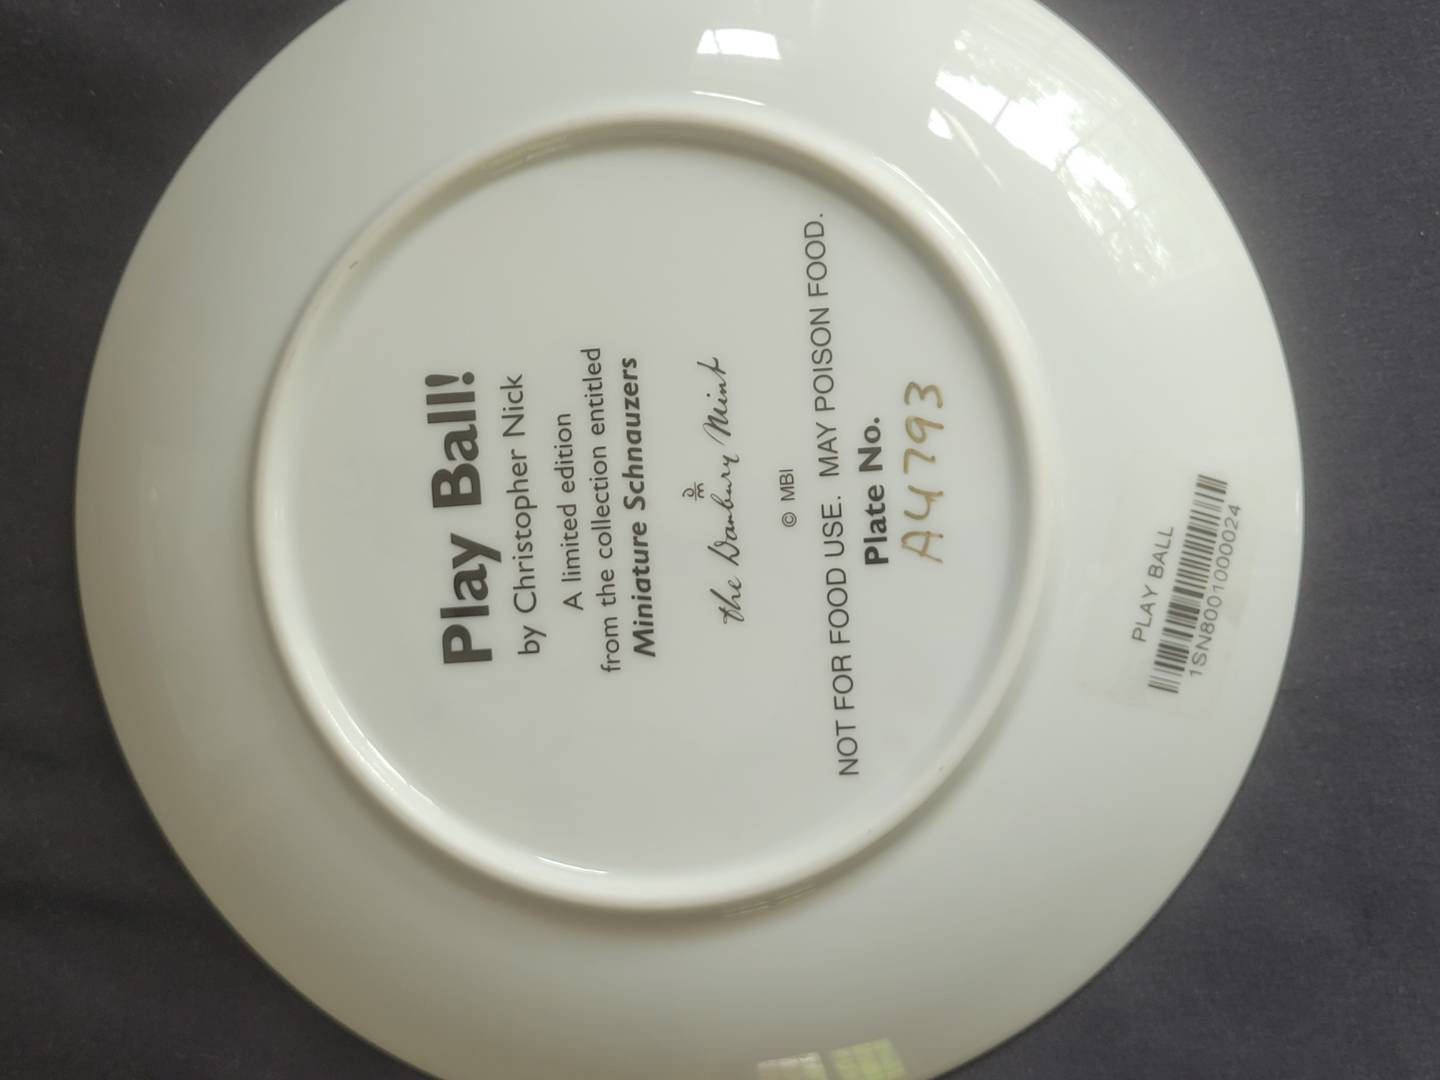 Play Ball!
by Christopher Nick
A limited edition
from the collection entitled
Miniature Schnauzers
DM
the Danbury Mint
© MBI
NOT FOR FOOD USE. MAY POISON FOOD.
Plate No.
A4793
PLAY BALL
1SN8001000024